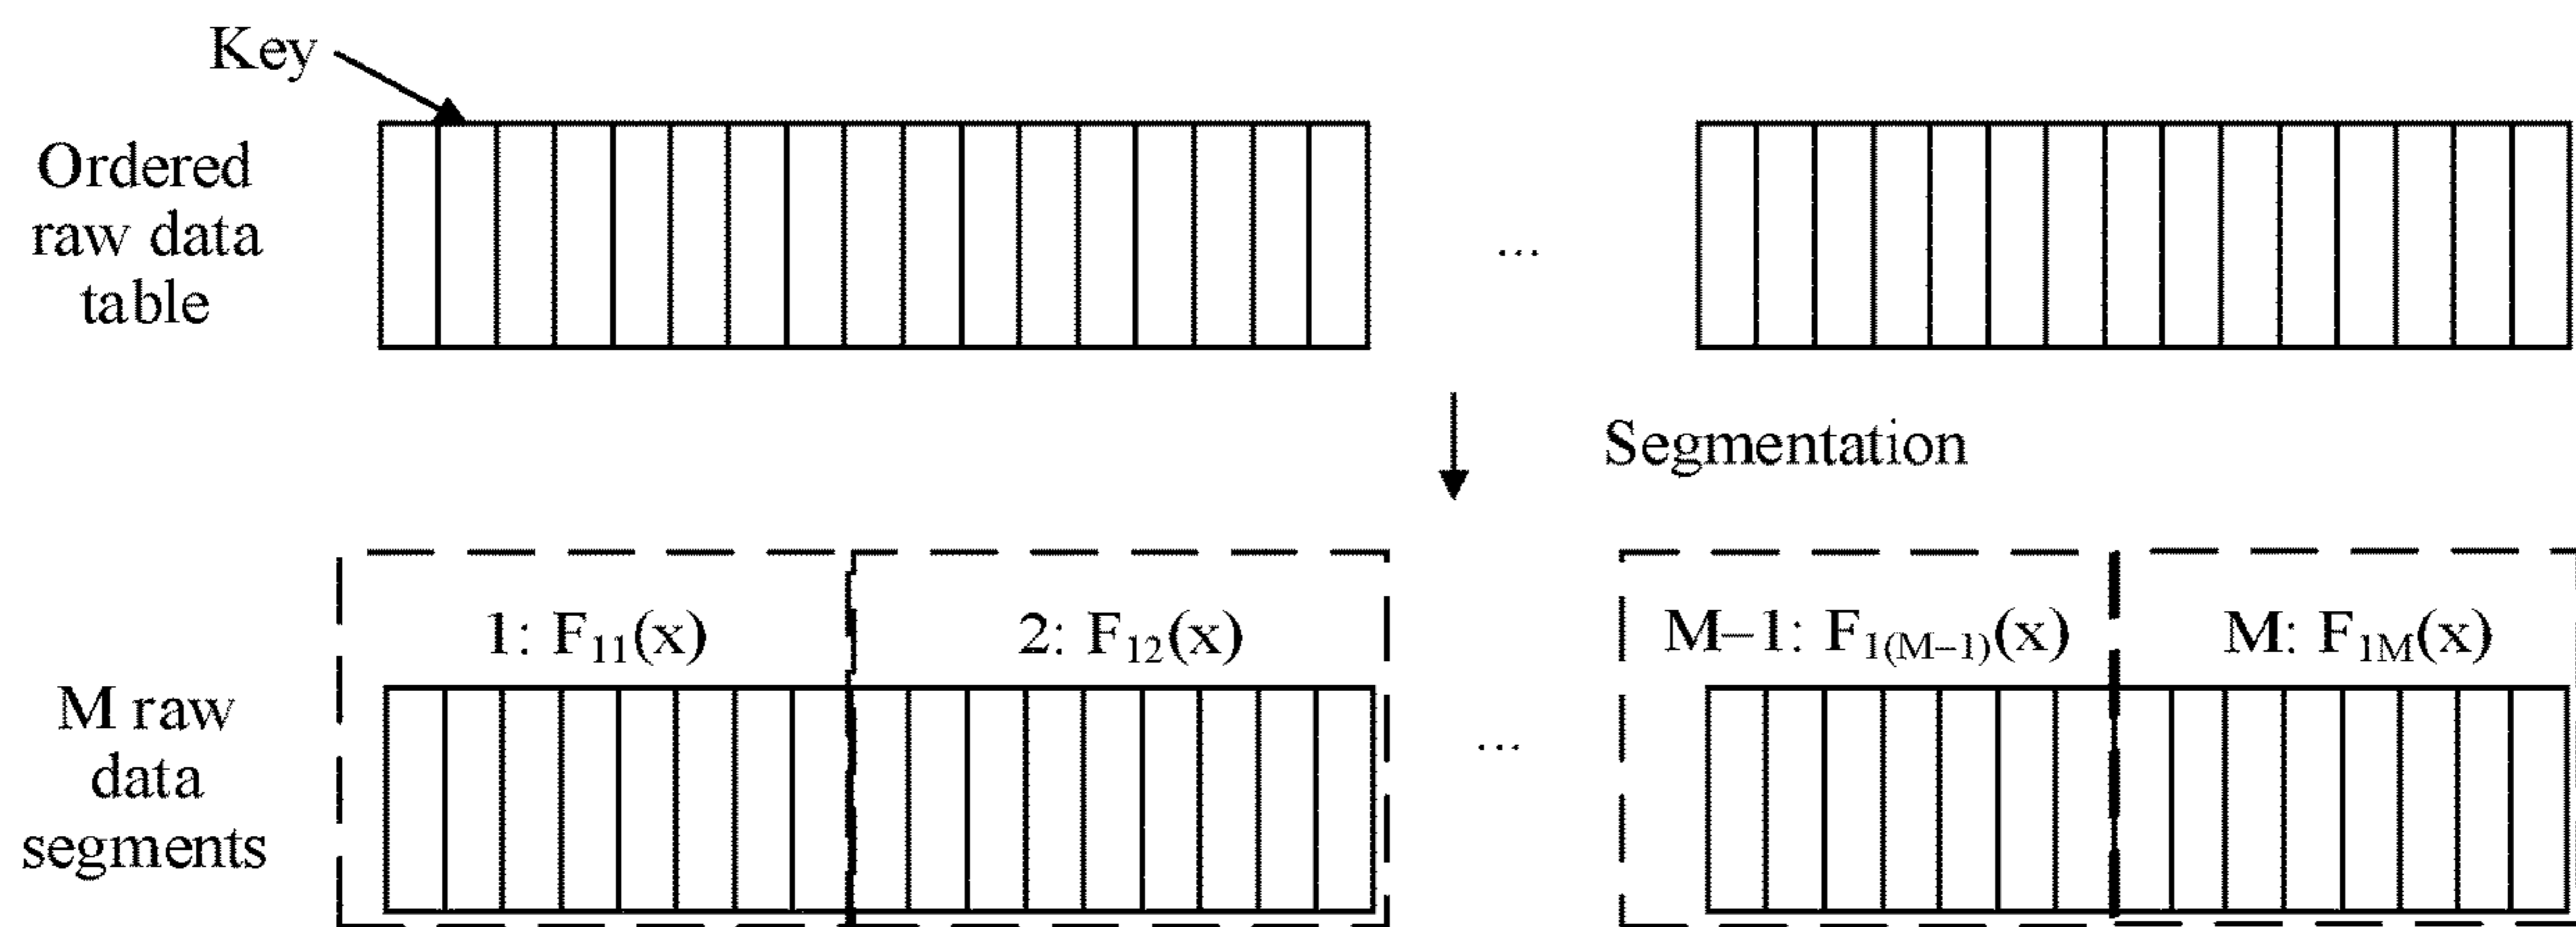 Key
Ordered
raw data
table
...
Segmentation
1: F₁₁(x)
2: F₁₂(x)
M–1: F₁₍M–1₎(x)
M: F₁M(x)
M raw
data
segments
...